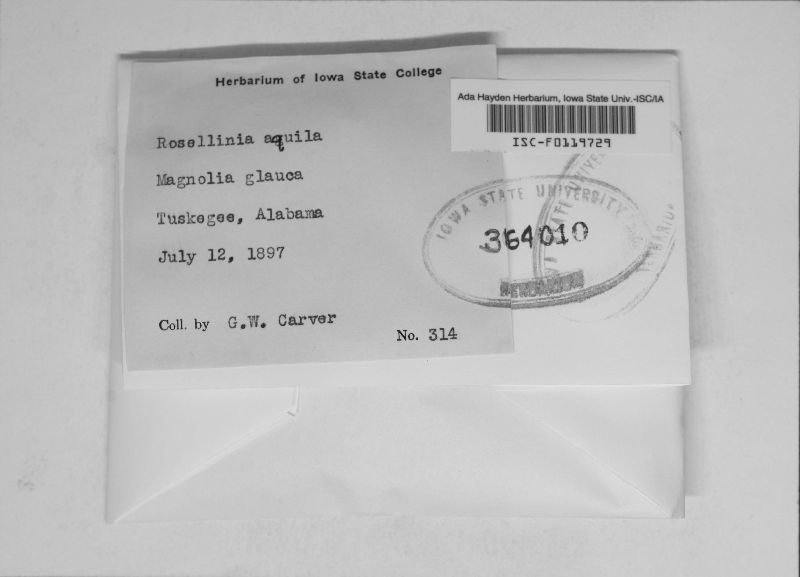 Herbarium of Iowa State College
Rosellinia aquila
Magnolia glauca
Tuskegee, Alabama
July 12, 1897
Coll. by G.W. Carver
No. 314
Ada Hayden Herbarium, Iowa State Univ.-ISC/IA
ISC-F0119729
IOWA STATE UNIVERSITY
364010
HERBARIUM